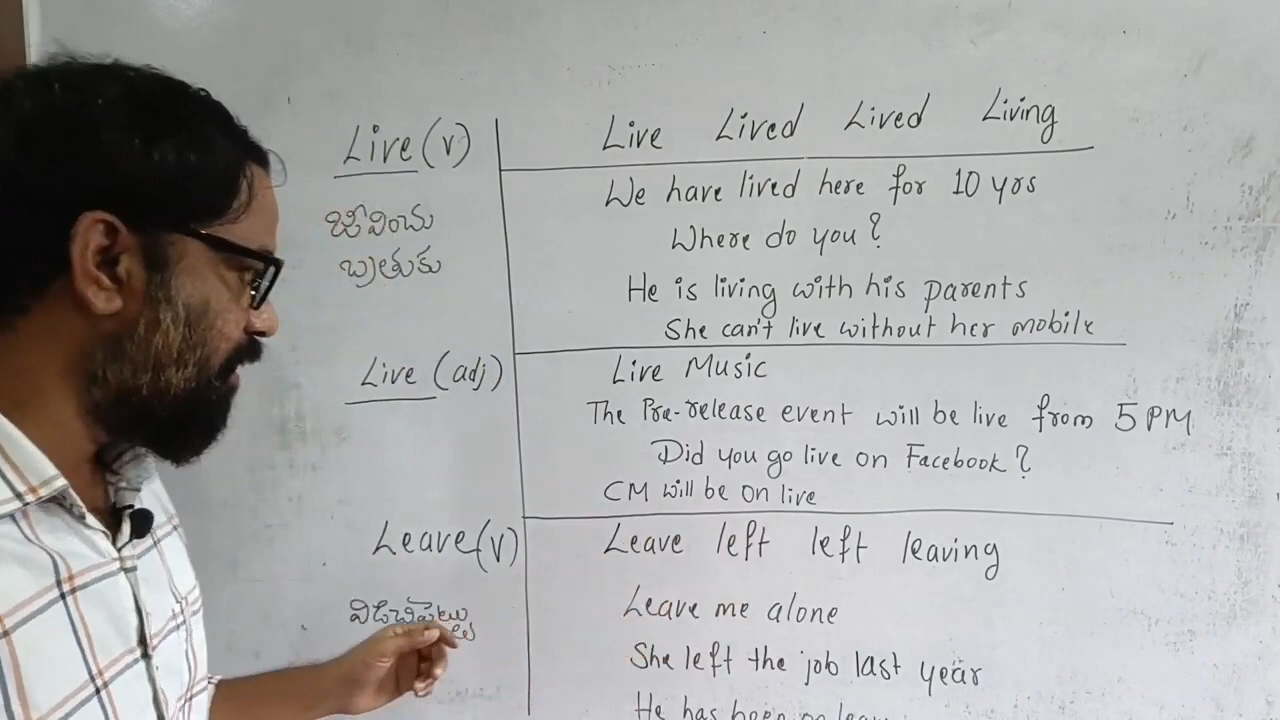 Live (v)
Live Lived Lived Living
జీవించు
బ్రతుకు
We have lived here for 10 yrs
Where do you?
He is living with his parents
She can't live without her mobile
Live (adj)
Live Music
The Pre-release event will be live from 5 PM
Did you go live on Facebook?
CM will be on live
Leave (v)
Leave left left leaving
Leave me alone
She left the job last year
He has been on